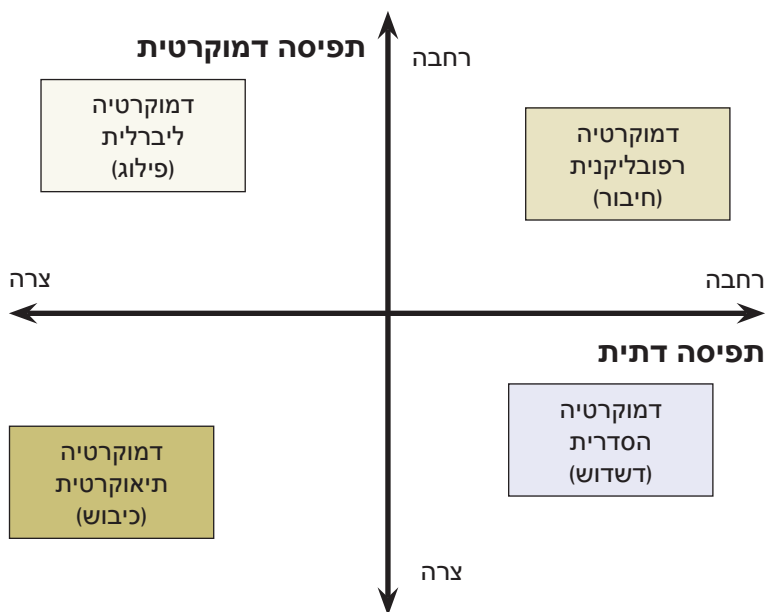 תפיסה דמוקרטית
רחבה
דמוקרטיה
רפובליקנית
(חיבור)
דמוקרטיה
ליברלית
(פילוג)
רחבה
צרה
תפיסה דתית
דמוקרטיה
הסדרית
(דשדוש)
דמוקרטיה
תיאוקרטית
(כיבוש)
צרה